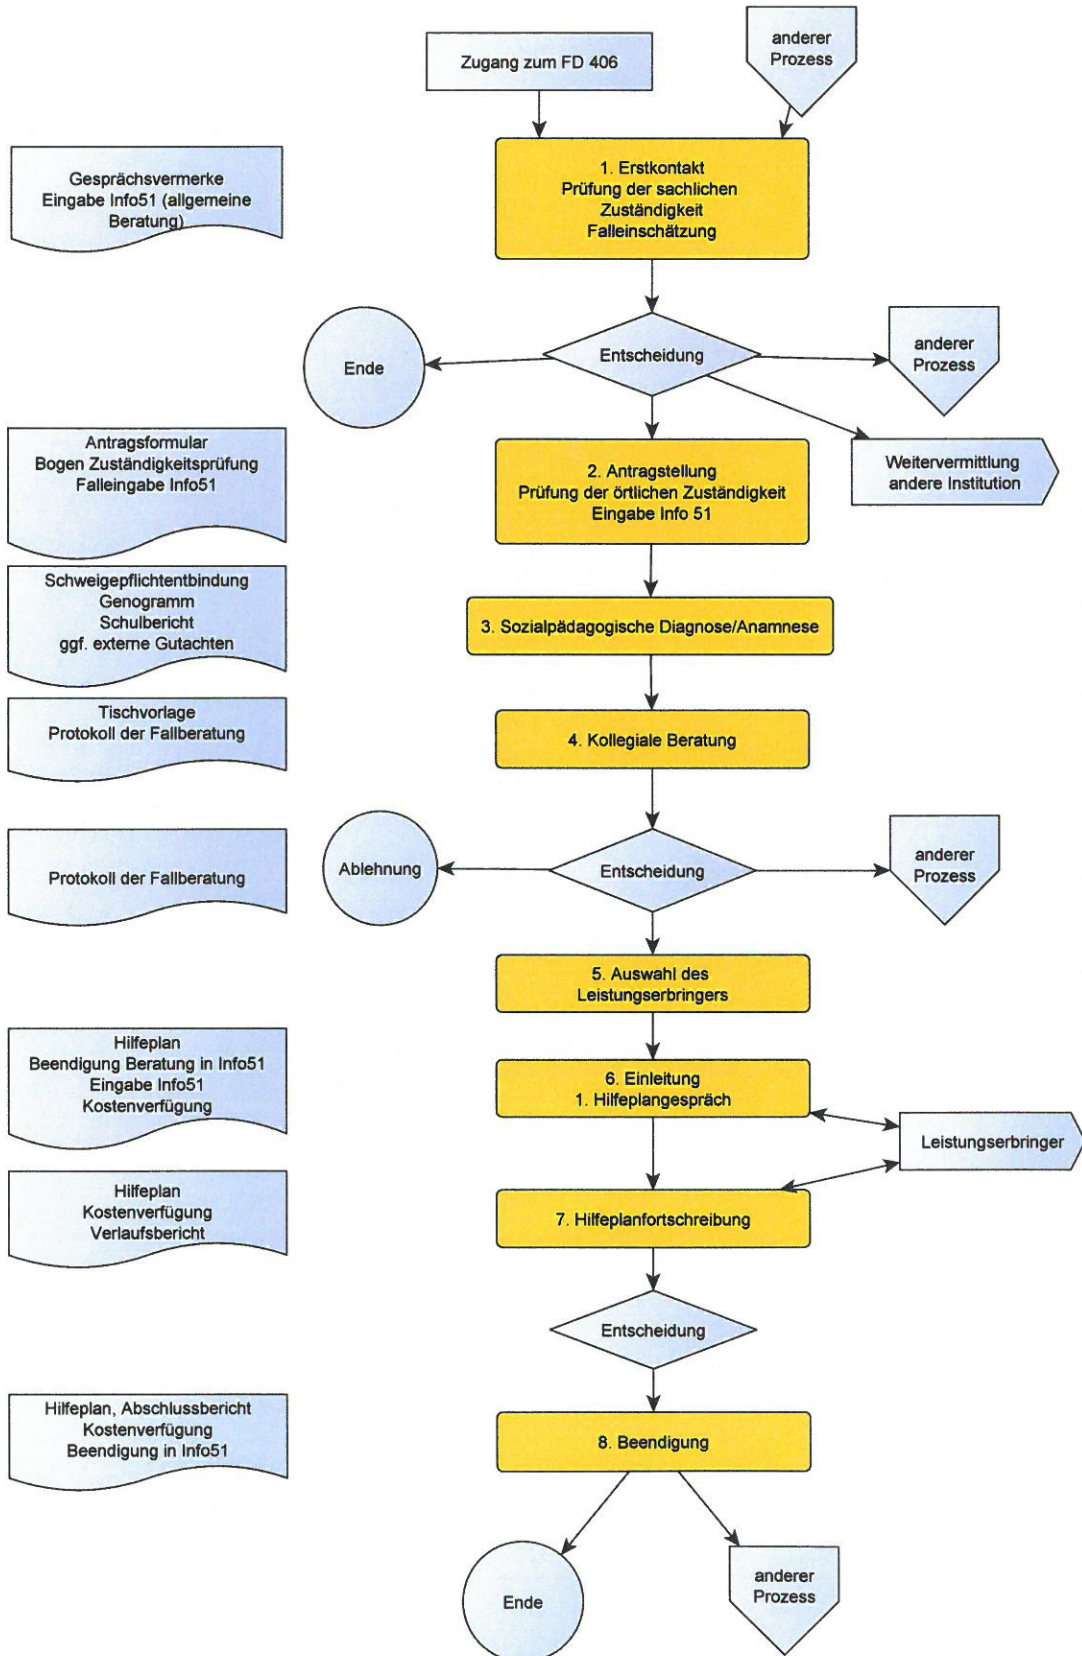 Zugang zum FD 406
anderer
Prozess
Gesprächsvermerke
Eingabe Info51 (allgemeine
Beratung)
1. Erstkontakt
Prüfung der sachlichen
Zuständigkeit
Falleinschätzung
Ende
Entscheidung
anderer
Prozess
Antragsformular
Bogen Zuständigkeitsprüfung
Falleingabe Info51
2. Antragstellung
Prüfung der örtlichen Zuständigkeit
Eingabe Info 51
Weitervermittlung
andere Institution
Schweigepflichtentbindung
Genogramm
Schulbericht
ggf. externe Gutachten
3. Sozialpädagogische Diagnose/Anamnese
Tischvorlage
Protokoll der Fallberatung
4. Kollegiale Beratung
Protokoll der Fallberatung
Ablehnung
Entscheidung
anderer
Prozess
5. Auswahl des
Leistungserbringers
Hilfeplan
Beendigung Beratung in Info51
Eingabe Info51
Kostenverfügung
6. Einleitung
1. Hilfeplangespräch
Leistungserbringer
Hilfeplan
Kostenverfügung
Verlaufsbericht
7. Hilfeplanfortschreibung
Entscheidung
Hilfeplan, Abschlussbericht
Kostenverfügung
Beendigung in Info51
8. Beendigung
Ende
anderer
Prozess